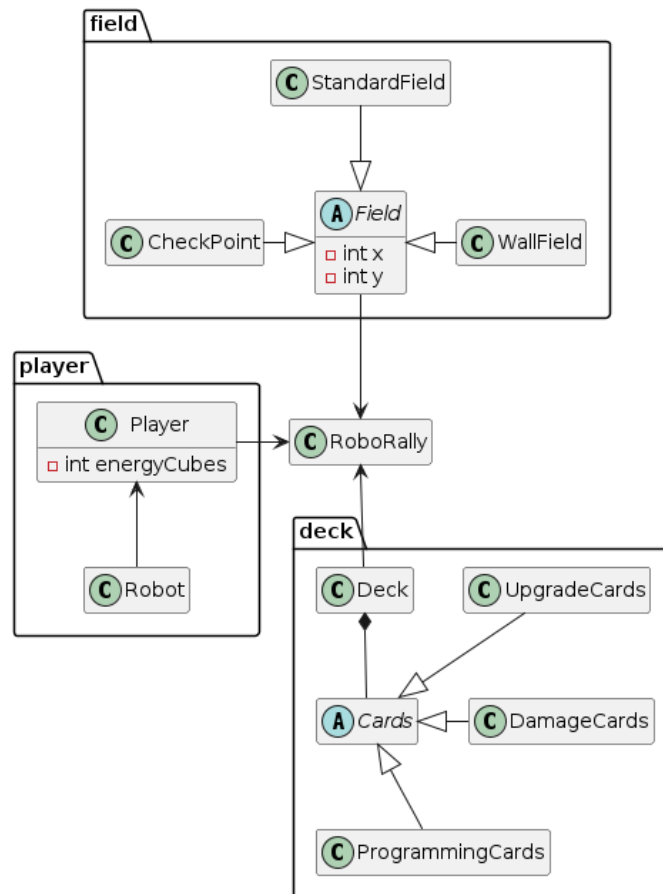 field
C StandardField
A Field
C CheckPoint
C WallField
int x
int y
player
C Player
int energyCubes
C RoboRally
C Robot
deck
C Deck
C UpgradeCards
A Cards
C DamageCards
C ProgrammingCards